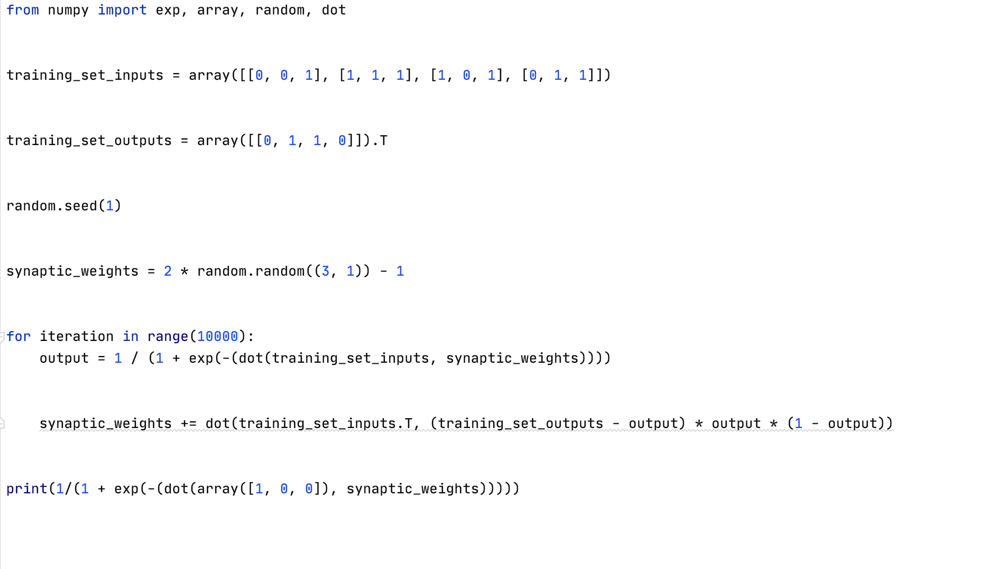 from numpy import exp, array, random, dot
training_set_inputs = array([[0, 0, 1], [1, 1, 1], [1, 0, 1], [0, 1, 1]])
training_set_outputs = array([[0, 1, 1, 0]]).T
random.seed(1)
synaptic_weights = 2 * random.random((3, 1)) - 1
for iteration in range(10000):
    output = 1 / (1 + exp(-(dot(training_set_inputs, synaptic_weights))))
    synaptic_weights += dot(training_set_inputs.T, (training_set_outputs - output) * output * (1 - output))
print(1/(1 + exp(-(dot(array([1, 0, 0]), synaptic_weights)))))